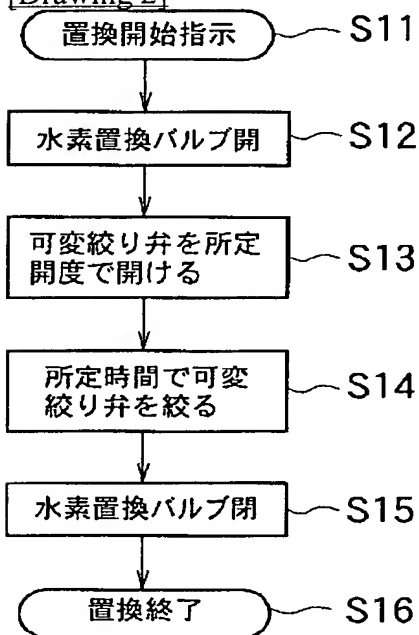 [Drawing 2]
置換開始指示 S11
水素置換バルブ開 S12
可変絞り弁を所定
開度で開ける S13
所定時間で可変
絞り弁を絞る S14
水素置換バルブ閉 S15
置換終了 S16